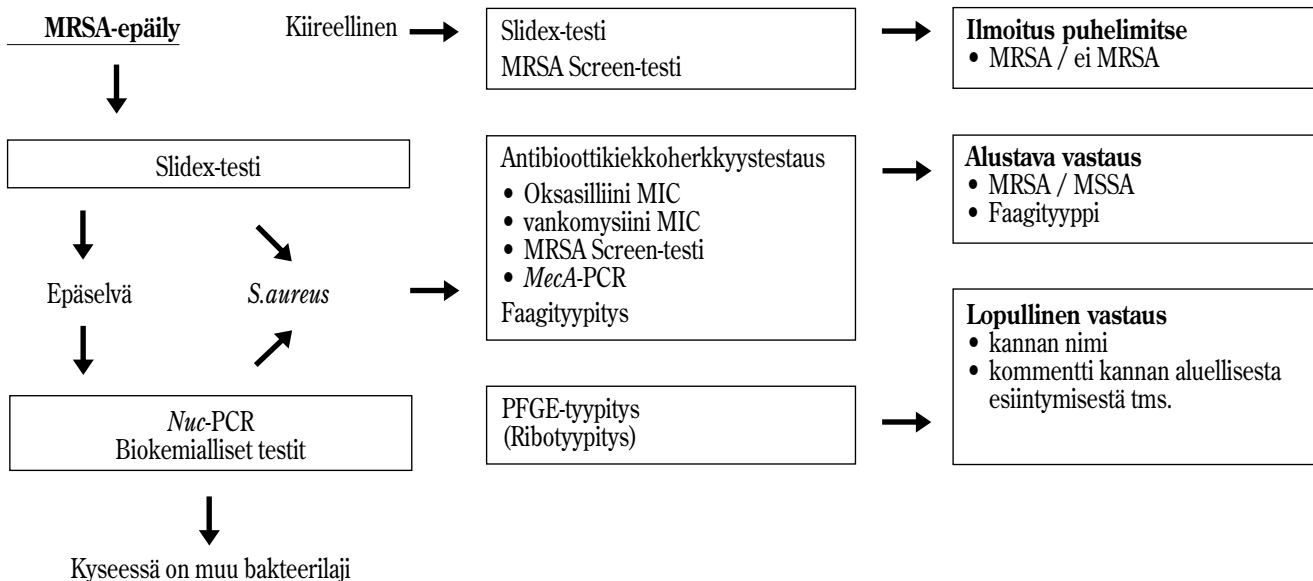 MRSA-epäily
Kiireellinen
Slidex-testi
MRSA Screen-testi
Ilmoitus puhelimitse
• MRSA / ei MRSA
Slidex-testi
Antibioottikiekkoherkkyystestaus
• Oksasilliini MIC
• vankomysiini MIC
• MRSA Screen-testi
• MecA-PCR
Faagityypitys
Alustava vastaus
• MRSA / MSSA
• Faagityyppi
Epäselvä
S.aureus
Lopullinen vastaus
• kannan nimi
• kommentti kannan aluellisesta
esiintymisestä tms.
Nuc-PCR
Biokemialliset testit
PFGE-tyypitys
(Ribotyypitys)
Kyseessä on muu bakteerilaji